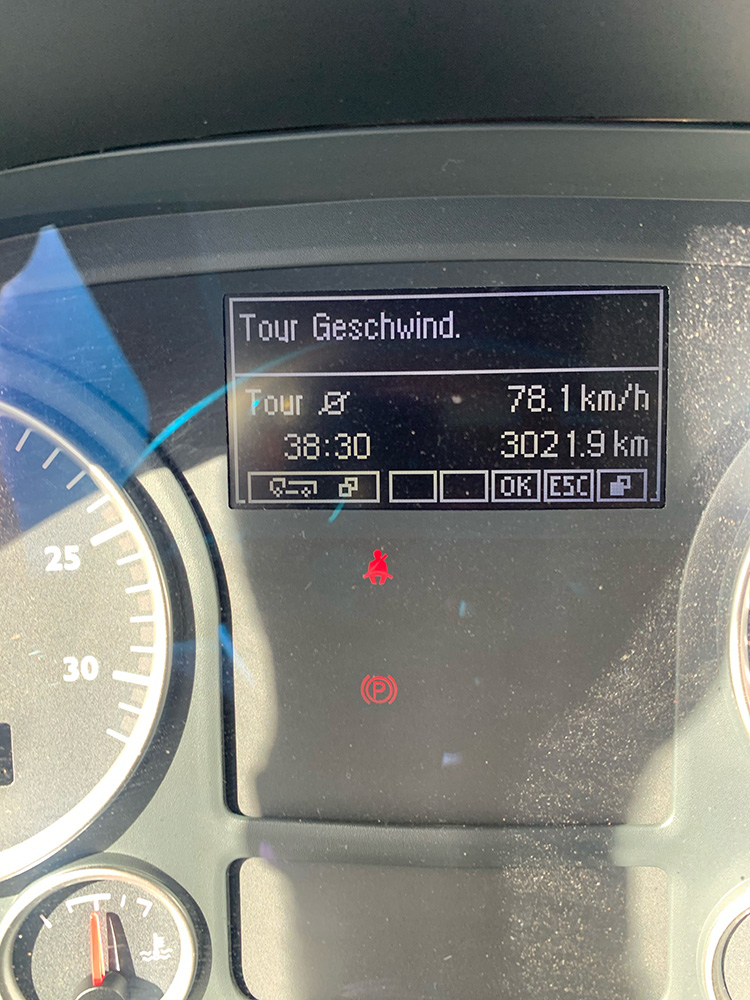 Tour Geschwind.
Tour Ø 78.1 km/h
38:30 3021.9 km
OK ESC
25
30
P